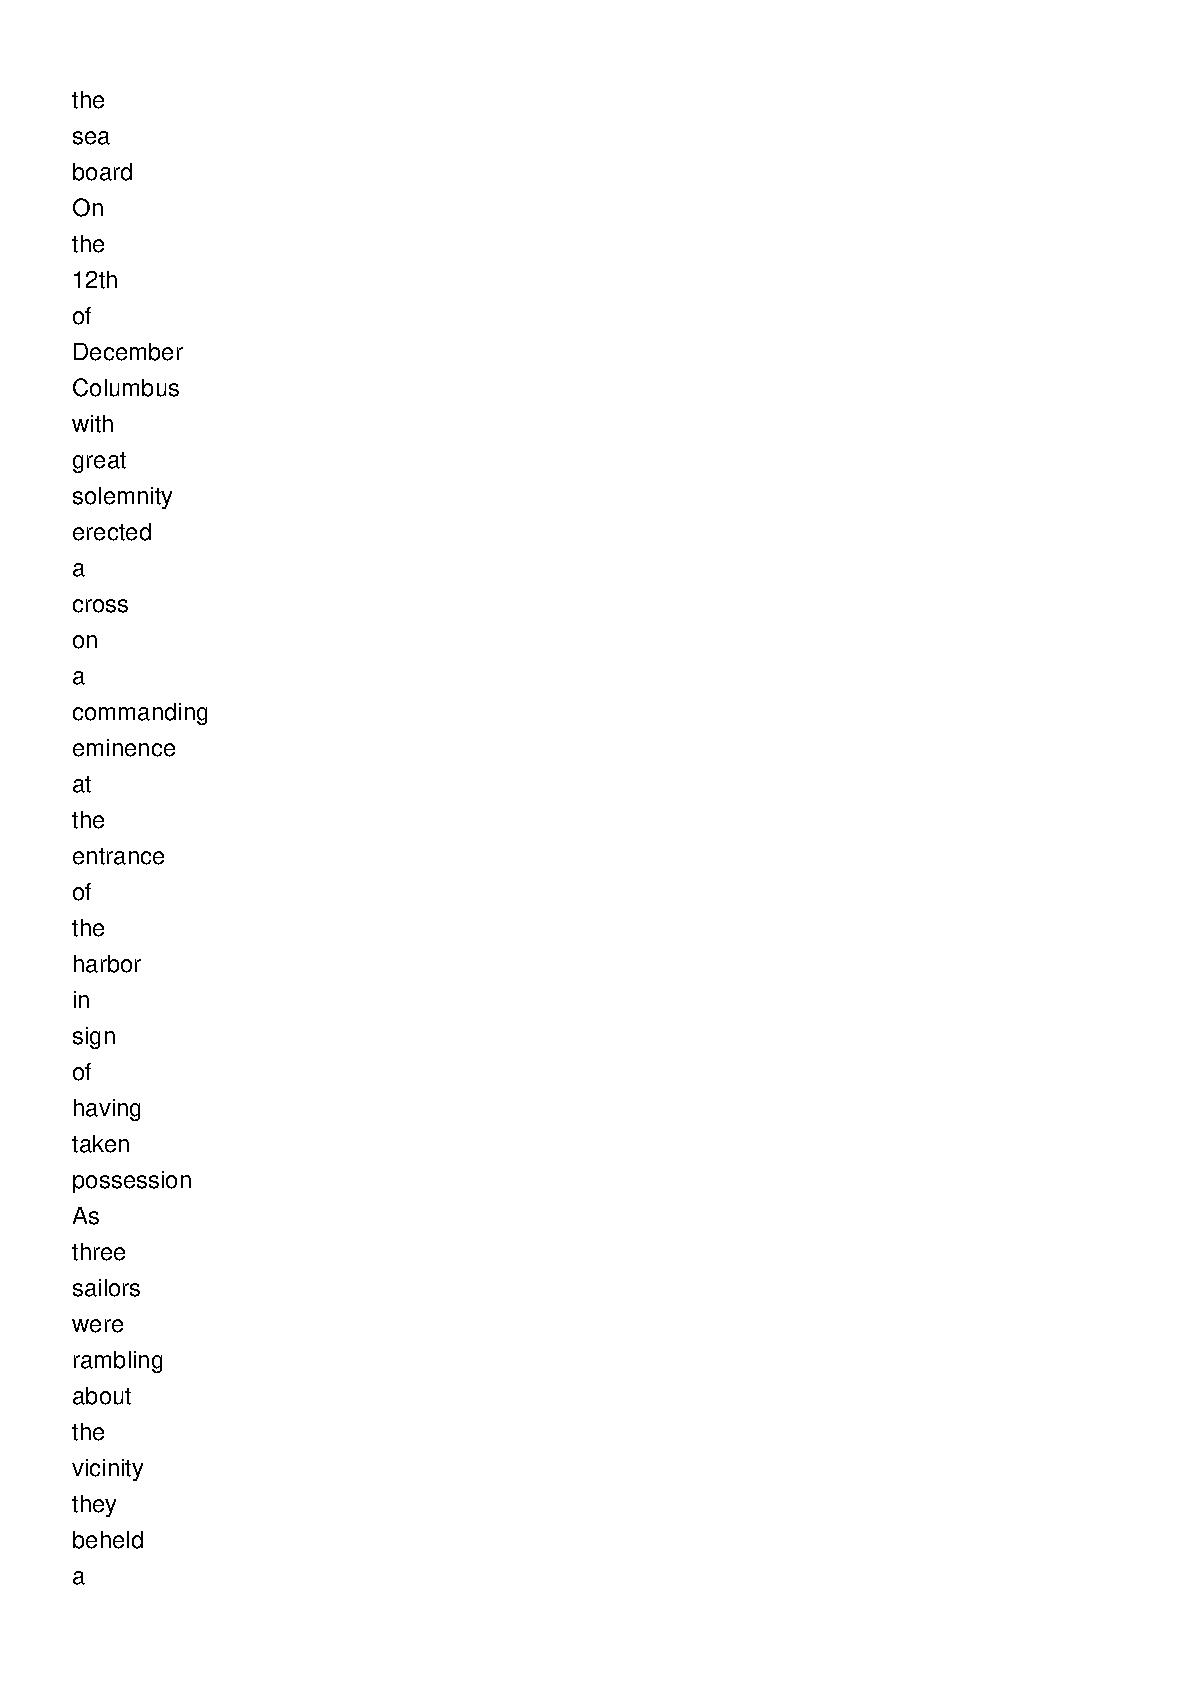 the
sea
board
On
the
12th
of
December
Columbus
with
great
solemnity
erected
a
cross
on
a
commanding
eminence
at
the
entrance
of
the
harbor
in
sign
of
having
taken
possession
As
three
sailors
were
rambling
about
the
vicinity
they
beheld
a